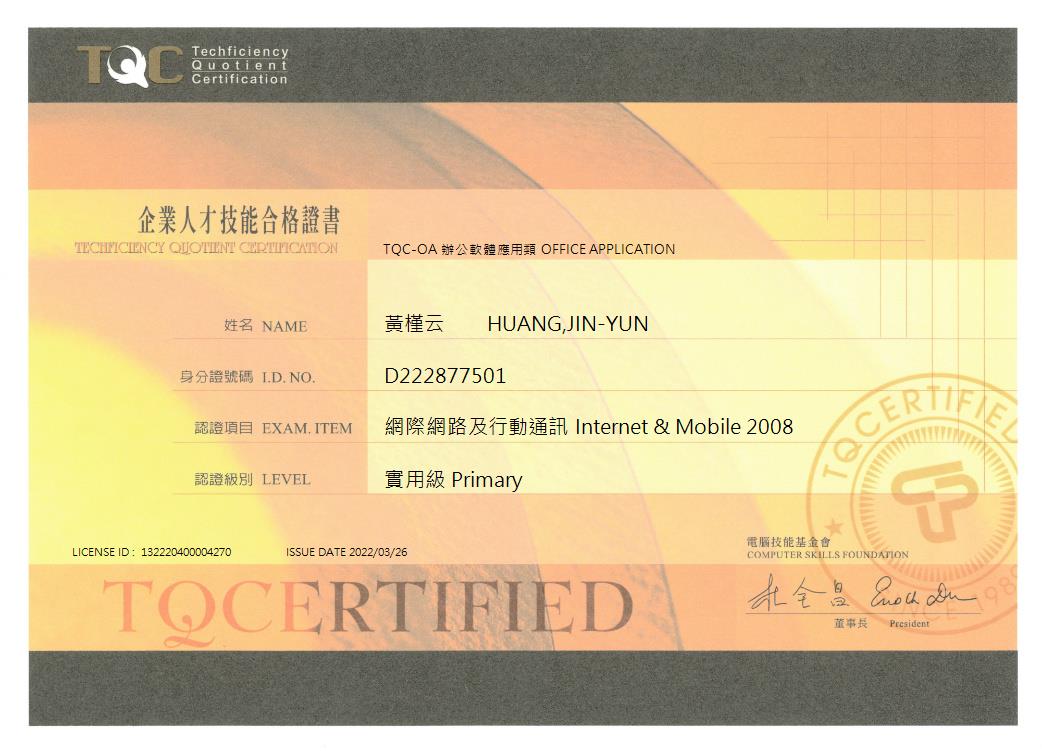 TQC Techficiency
Quotient
Certification
企業人才技能合格證書
TECHFICIENCY QUOTIENT CERTIFICATION
TQC-OA 辦公軟體應用類 OFFICE APPLICATION
姓名 NAME 黃槿云 HUANG,JIN-YUN
身分證號碼 I.D. NO. D222877501
認證項目 EXAM. ITEM 網際網路及行動通訊 Internet & Mobile 2008
認證級別 LEVEL 實用級 Primary
TQCERTIFIED
LICENSE ID : 132220400004270 ISSUE DATE 2022/03/26
電腦技能基金會
COMPUTER SKILLS FOUNDATION
TQCERTIFIED
杜全昌 Enoch Du
董事長 President